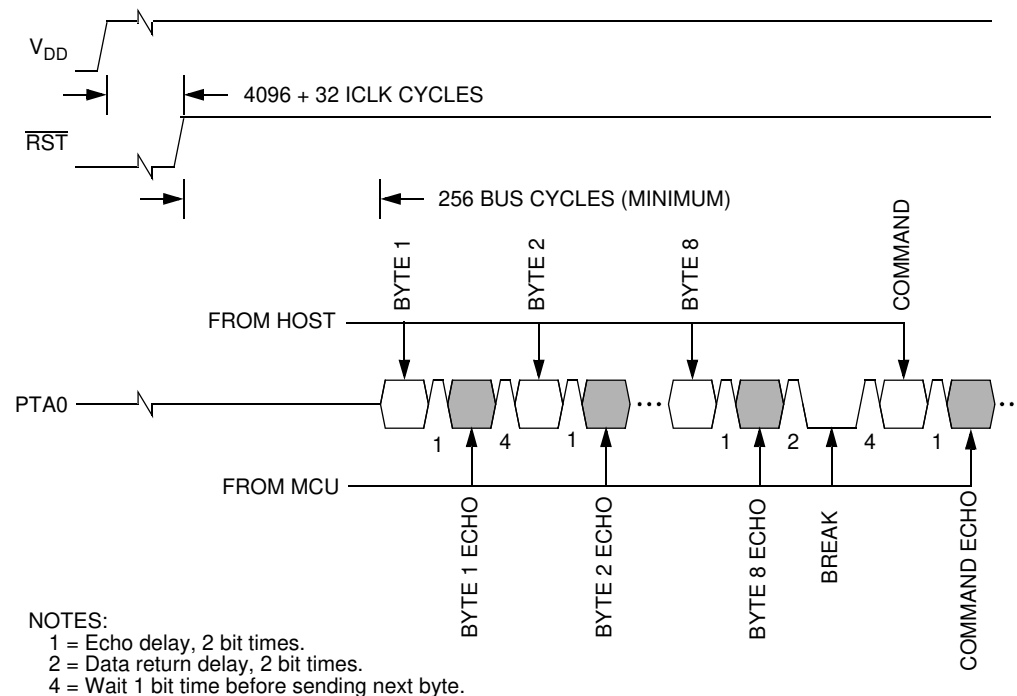 VDD
4096 + 32 ICLK CYCLES
RST
256 BUS CYCLES (MINIMUM)
BYTE 1
BYTE 2
BYTE 8
COMMAND
FROM HOST
PTA0
...
..
1
4
1
1
2
4
1
FROM MCU
BYTE 1 ECHO
BYTE 2 ECHO
BYTE 8 ECHO
BREAK
COMMAND ECHO
NOTES:
1 = Echo delay, 2 bit times.
2 = Data return delay, 2 bit times.
4 = Wait 1 bit time before sending next byte.